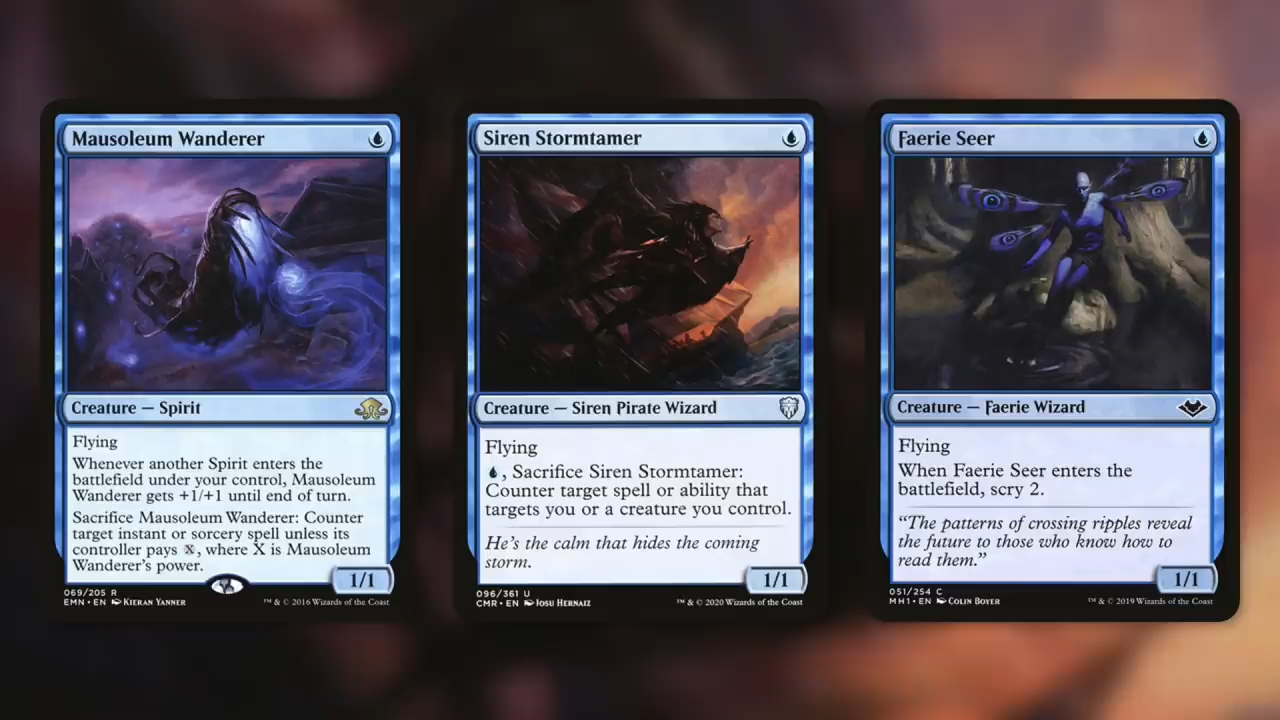 Mausoleum Wanderer
Creature — Spirit
Flying
Whenever another Spirit enters the
battlefield under your control, Mausoleum
Wanderer gets +1/+1 until end of turn.
Sacrifice Mausoleum Wanderer: Counter
target instant or sorcery spell unless its
controller pays X, where X is Mausoleum
Wanderer's power.
1/1
069/205 R
EMN • EN KIERAN YANNER
™ & © 2016 Wizards of the Coast
Siren Stormtamer
Creature — Siren Pirate Wizard
Flying
, Sacrifice Siren Stormtamer:
Counter target spell or ability that
targets you or a creature you control.
He's the calm that hides the coming
storm.
1/1
096/361 U
CMR • EN JOSU HERNAIZ
™ & © 2020 Wizards of the Coast
Faerie Seer
Creature — Faerie Wizard
Flying
When Faerie Seer enters the
battlefield, scry 2.
“The patterns of crossing ripples reveal
the future to those who know how to
read them.”
1/1
051/254 C
MH1 • EN COLIN BOYER
™ & © 2019 Wizards of the Coast